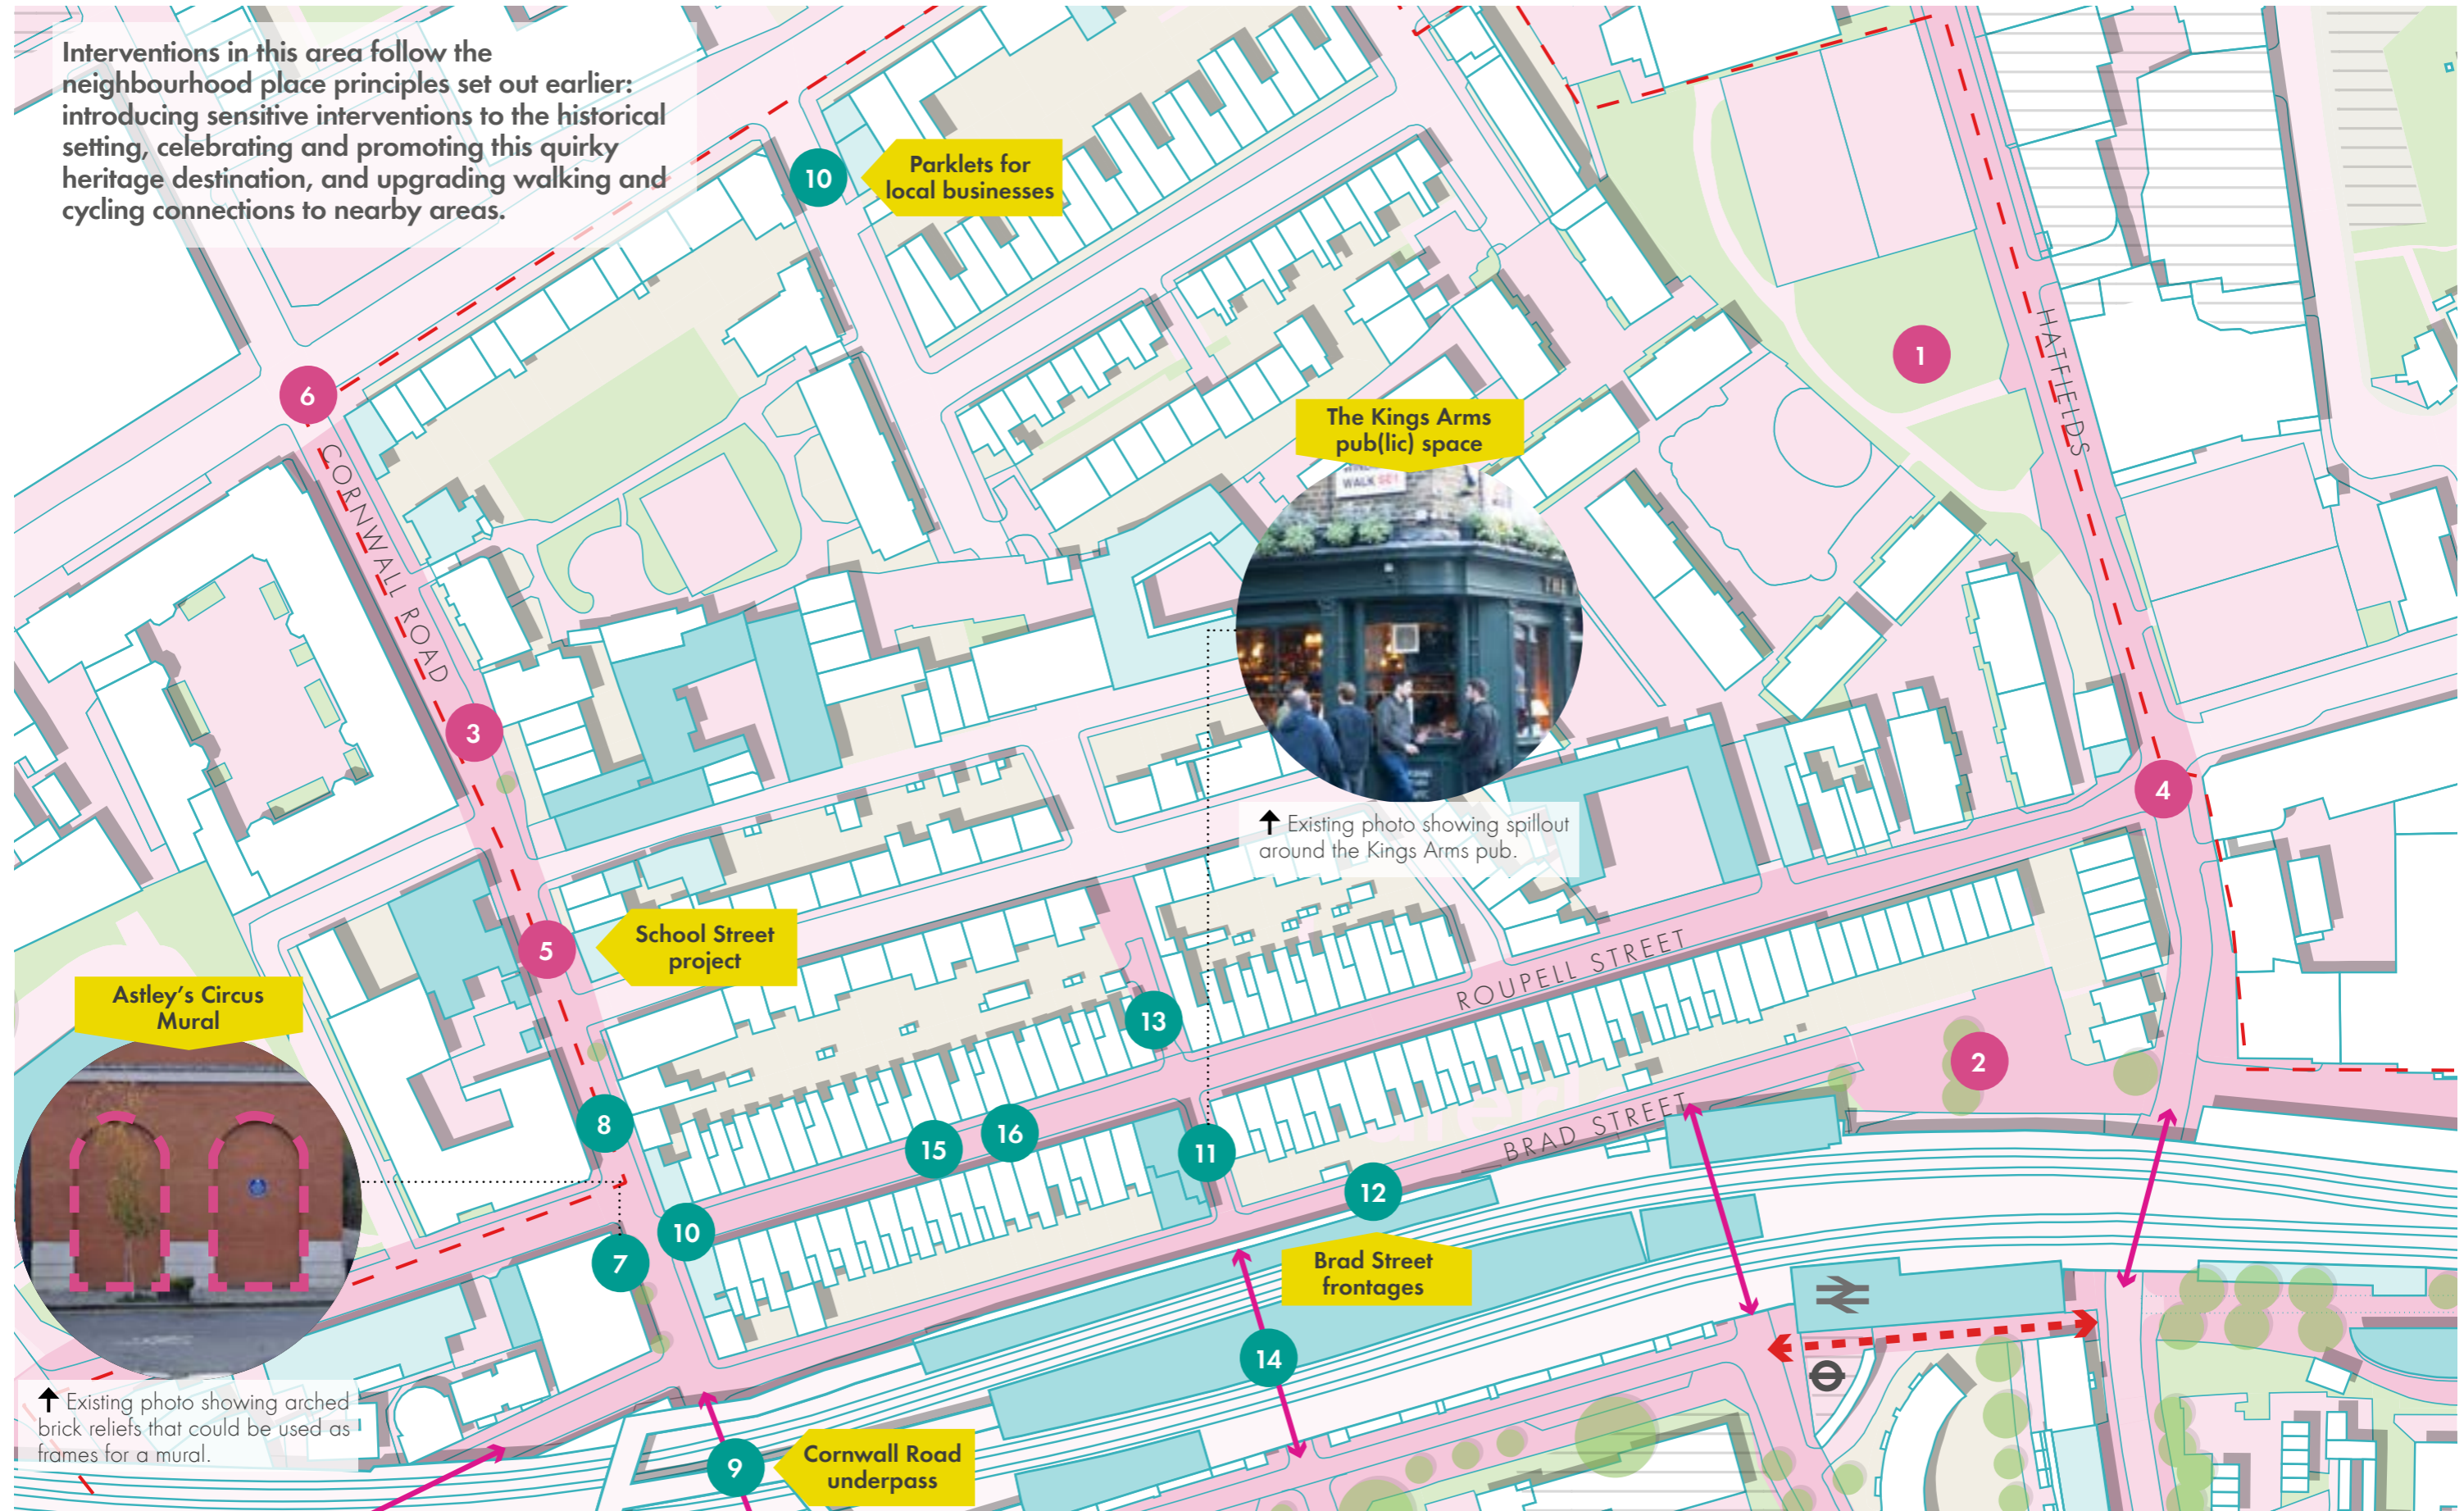 Interventions in this area follow the
neighbourhood place principles set out earlier:
introducing sensitive interventions to the historical
setting, celebrating and promoting this quirky
heritage destination, and upgrading walking and
cycling connections to nearby areas.
10
Parklets for
local businesses
1
HATFIELDS
6
CORNWALL ROAD
The Kings Arms
pub(lic) space
WALK SE1
3
4
↑ Existing photo showing spillout
around the Kings Arms pub.
5
School Street
project
ROUPELL STREET
Astley's Circus
Mural
13
2
8
15
16
11
BRAD STREET
12
10
7
Brad Street
frontages
14
↑ Existing photo showing arched
brick reliefs that could be used as
frames for a mural.
9
Cornwall Road
underpass